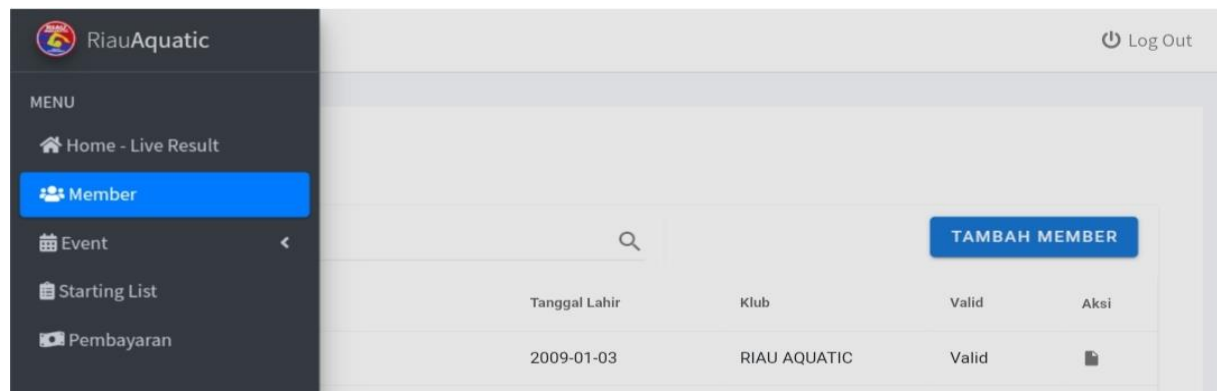 RiauAquatic
Log Out
MENU
Home - Live Result
Member
Event
Starting List
Pembayaran
TAMBAH MEMBER
Tanggal Lahir Klub Valid Aksi
2009-01-03 RIAU AQUATIC Valid